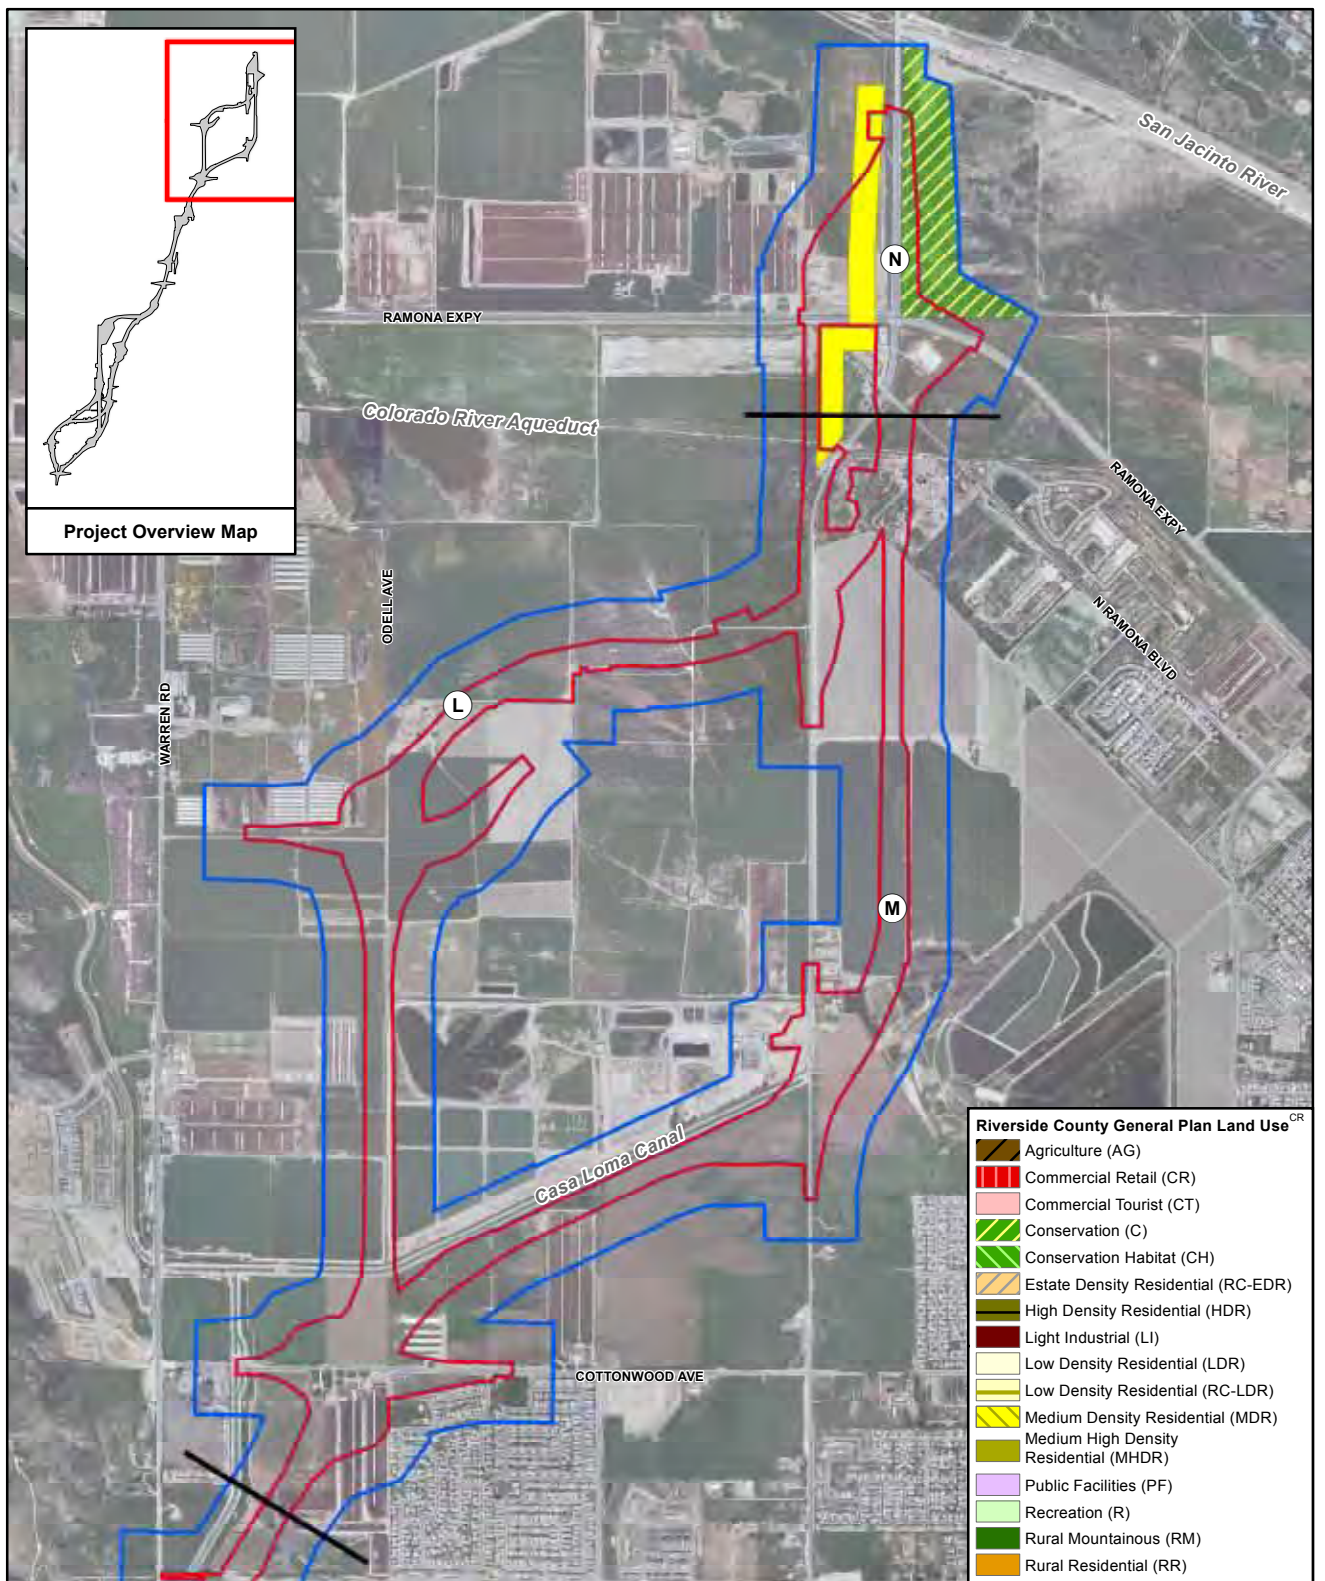 San Jacinto River
N
RAMONA EXPY
Colorado River Aqueduct
RAMONA EXPY
Project Overview Map
ODELL AVE
N RAMONA BLVD
WARREN RD
L
M
Casa Loma Canal
COTTONWOOD AVE
Riverside County General Plan Land Use CR
Agriculture (AG)
Commercial Retail (CR)
Commercial Tourist (CT)
Conservation (C)
Conservation Habitat (CH)
Estate Density Residential (RC-EDR)
High Density Residential (HDR)
Light Industrial (LI)
Low Density Residential (LDR)
Low Density Residential (RC-LDR)
Medium Density Residential (MDR)
Medium High Density
Residential (MHDR)
Public Facilities (PF)
Recreation (R)
Rural Mountainous (RM)
Rural Residential (RR)